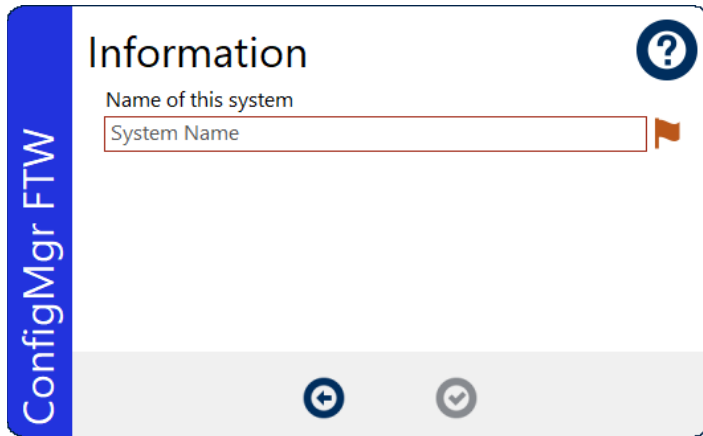 ConfigMgr FTW
Information
?
Name of this system
System Name